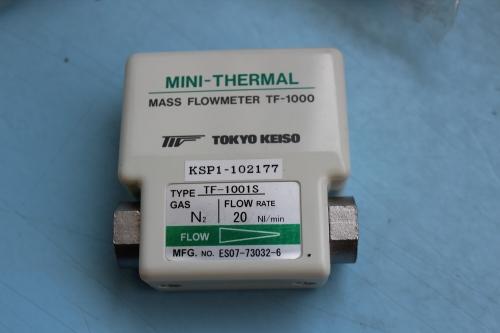 MINI-THERMAL
MASS FLOWMETER TF-1000
TOKYO KEISO
KSP1-102177
TYPE TF-1001S
GAS N₂ FLOW RATE 20 Nl/min
FLOW
MFG. NO. ES07-73032-6